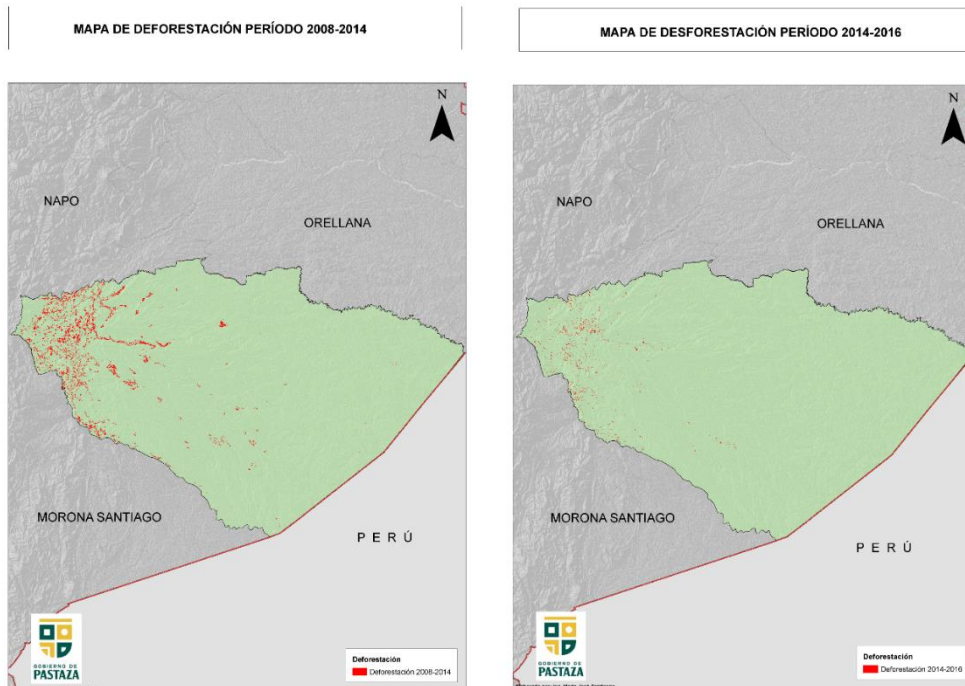 MAPA DE DEFORESTACIÓN PERÍODO 2008-2014
N
NAPO
ORELLANA
MORONA SANTIAGO
PERÚ
GOBIERNO DE
PASTAZA
Deforestación
Deforestación 2008-2014
MAPA DE DESFORESTACIÓN PERÍODO 2014-2016
N
NAPO
ORELLANA
MORONA SANTIAGO
PERÚ
GOBIERNO DE
PASTAZA
Deforestación
Deforestación 2014-2016